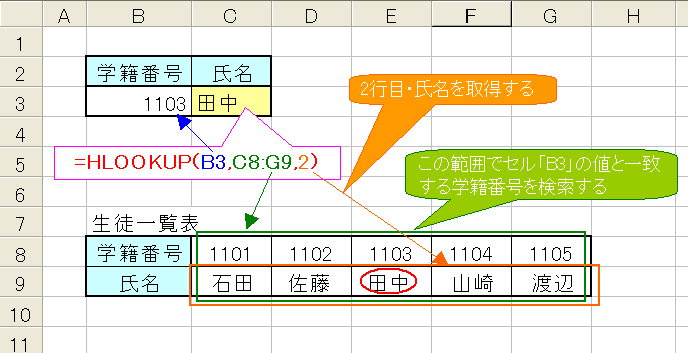 A B C D E F G H
1
2 学籍番号 氏名
3 1103 田中
2行目・氏名を取得する
4
5 =HLOOKUP(B3,C8:G9,2)
この範囲でセル「B3」の値と一致
する学籍番号を検索する
6
7 生徒一覧表
8 学籍番号 1101 1102 1103 1104 1105
9 氏名 石田 佐藤 田中 山崎 渡辺
10
11